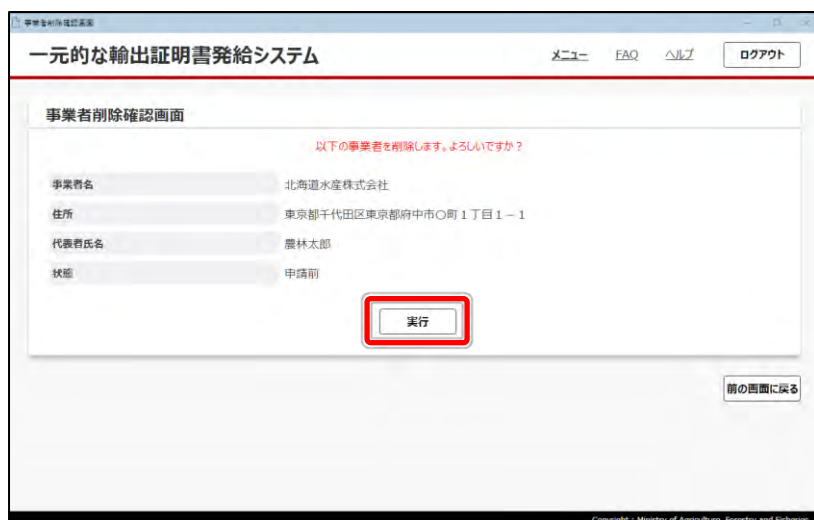 事業者削除確認画面
一元的な輸出証明書発給システム
メニュー FAQ ヘルプ ログアウト
事業者削除確認画面
以下の事業者を削除します。よろしいですか？
事業者名 北海道水産株式会社
住所 東京都千代田区東京都府中市〇町１丁目１－１
代表者氏名 農林太郎
状態 申請前
実行
前の画面に戻る
Copyright : Ministry of Agriculture, Forestry and Fisheries